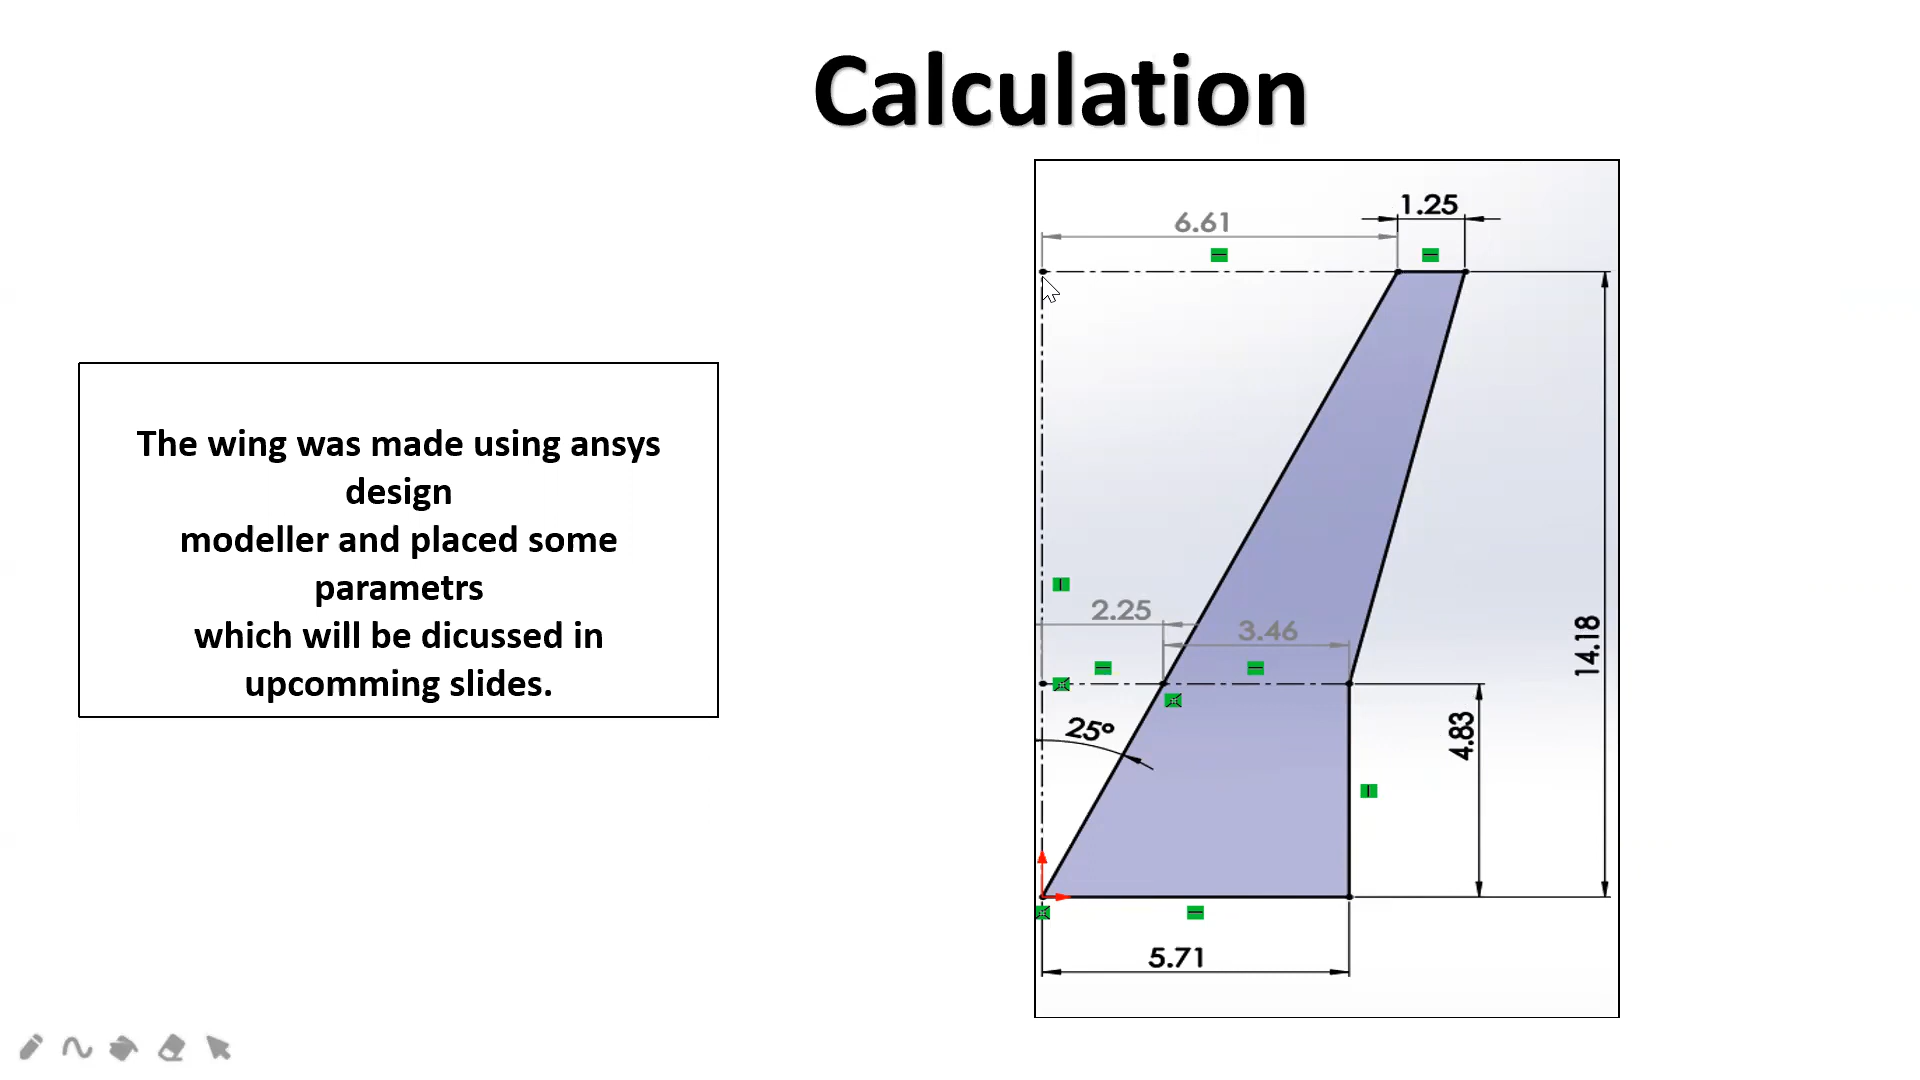 Calculation
The wing was made using ansys
design
modeller and placed some
parametrs
which will be dicussed in
upcomming slides.
1.25
6.61
2.25
3.46
14.18
25°
4.83
5.71